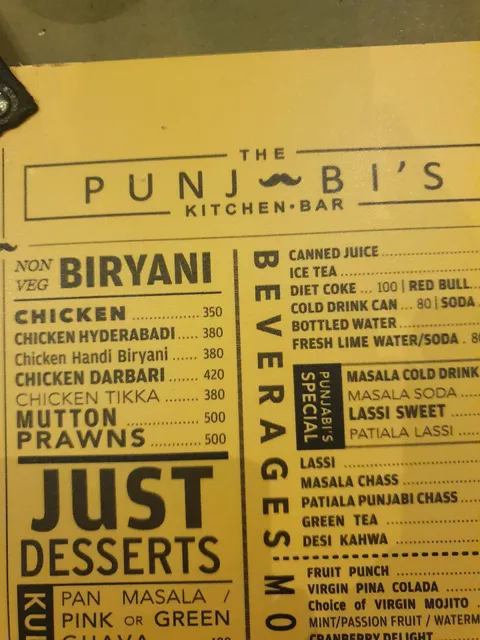 THE
PUNJ BI'S
KITCHEN•BAR
NON VEG BIRYANI
CHICKEN ............ 350
CHICKEN HYDERABADI .... 380
Chicken Handi Biryani ...... 380
CHICKEN DARBARI ....... 420
CHICKEN TIKKA ......... 380
MUTTON ............ 500
PRAWNS ............ 500
JUST
DESSERTS
PAN MASALA /
PINK OR GREEN
BEVERAGES
CANNED JUICE
ICE TEA
DIET COKE ... 100 | RED BULL
COLD DRINK CAN .. 80 | SODA
BOTTLED WATER
FRESH LIME WATER/SODA .
PUNJABI'S SPECIAL
MASALA COLD DRINK
MASALA SODA
LASSI SWEET
PATIALA LASSI
LASSI
MASALA CHASS
PATIALA PUNJABI CHASS
GREEN TEA
DESI KAHWA
MO
FRUIT PUNCH
VIRGIN PINA COLADA
Choice of VIRGIN MOJITO
MINT/PASSION FRUIT / WATERM
CRANBERRY DELIGHT